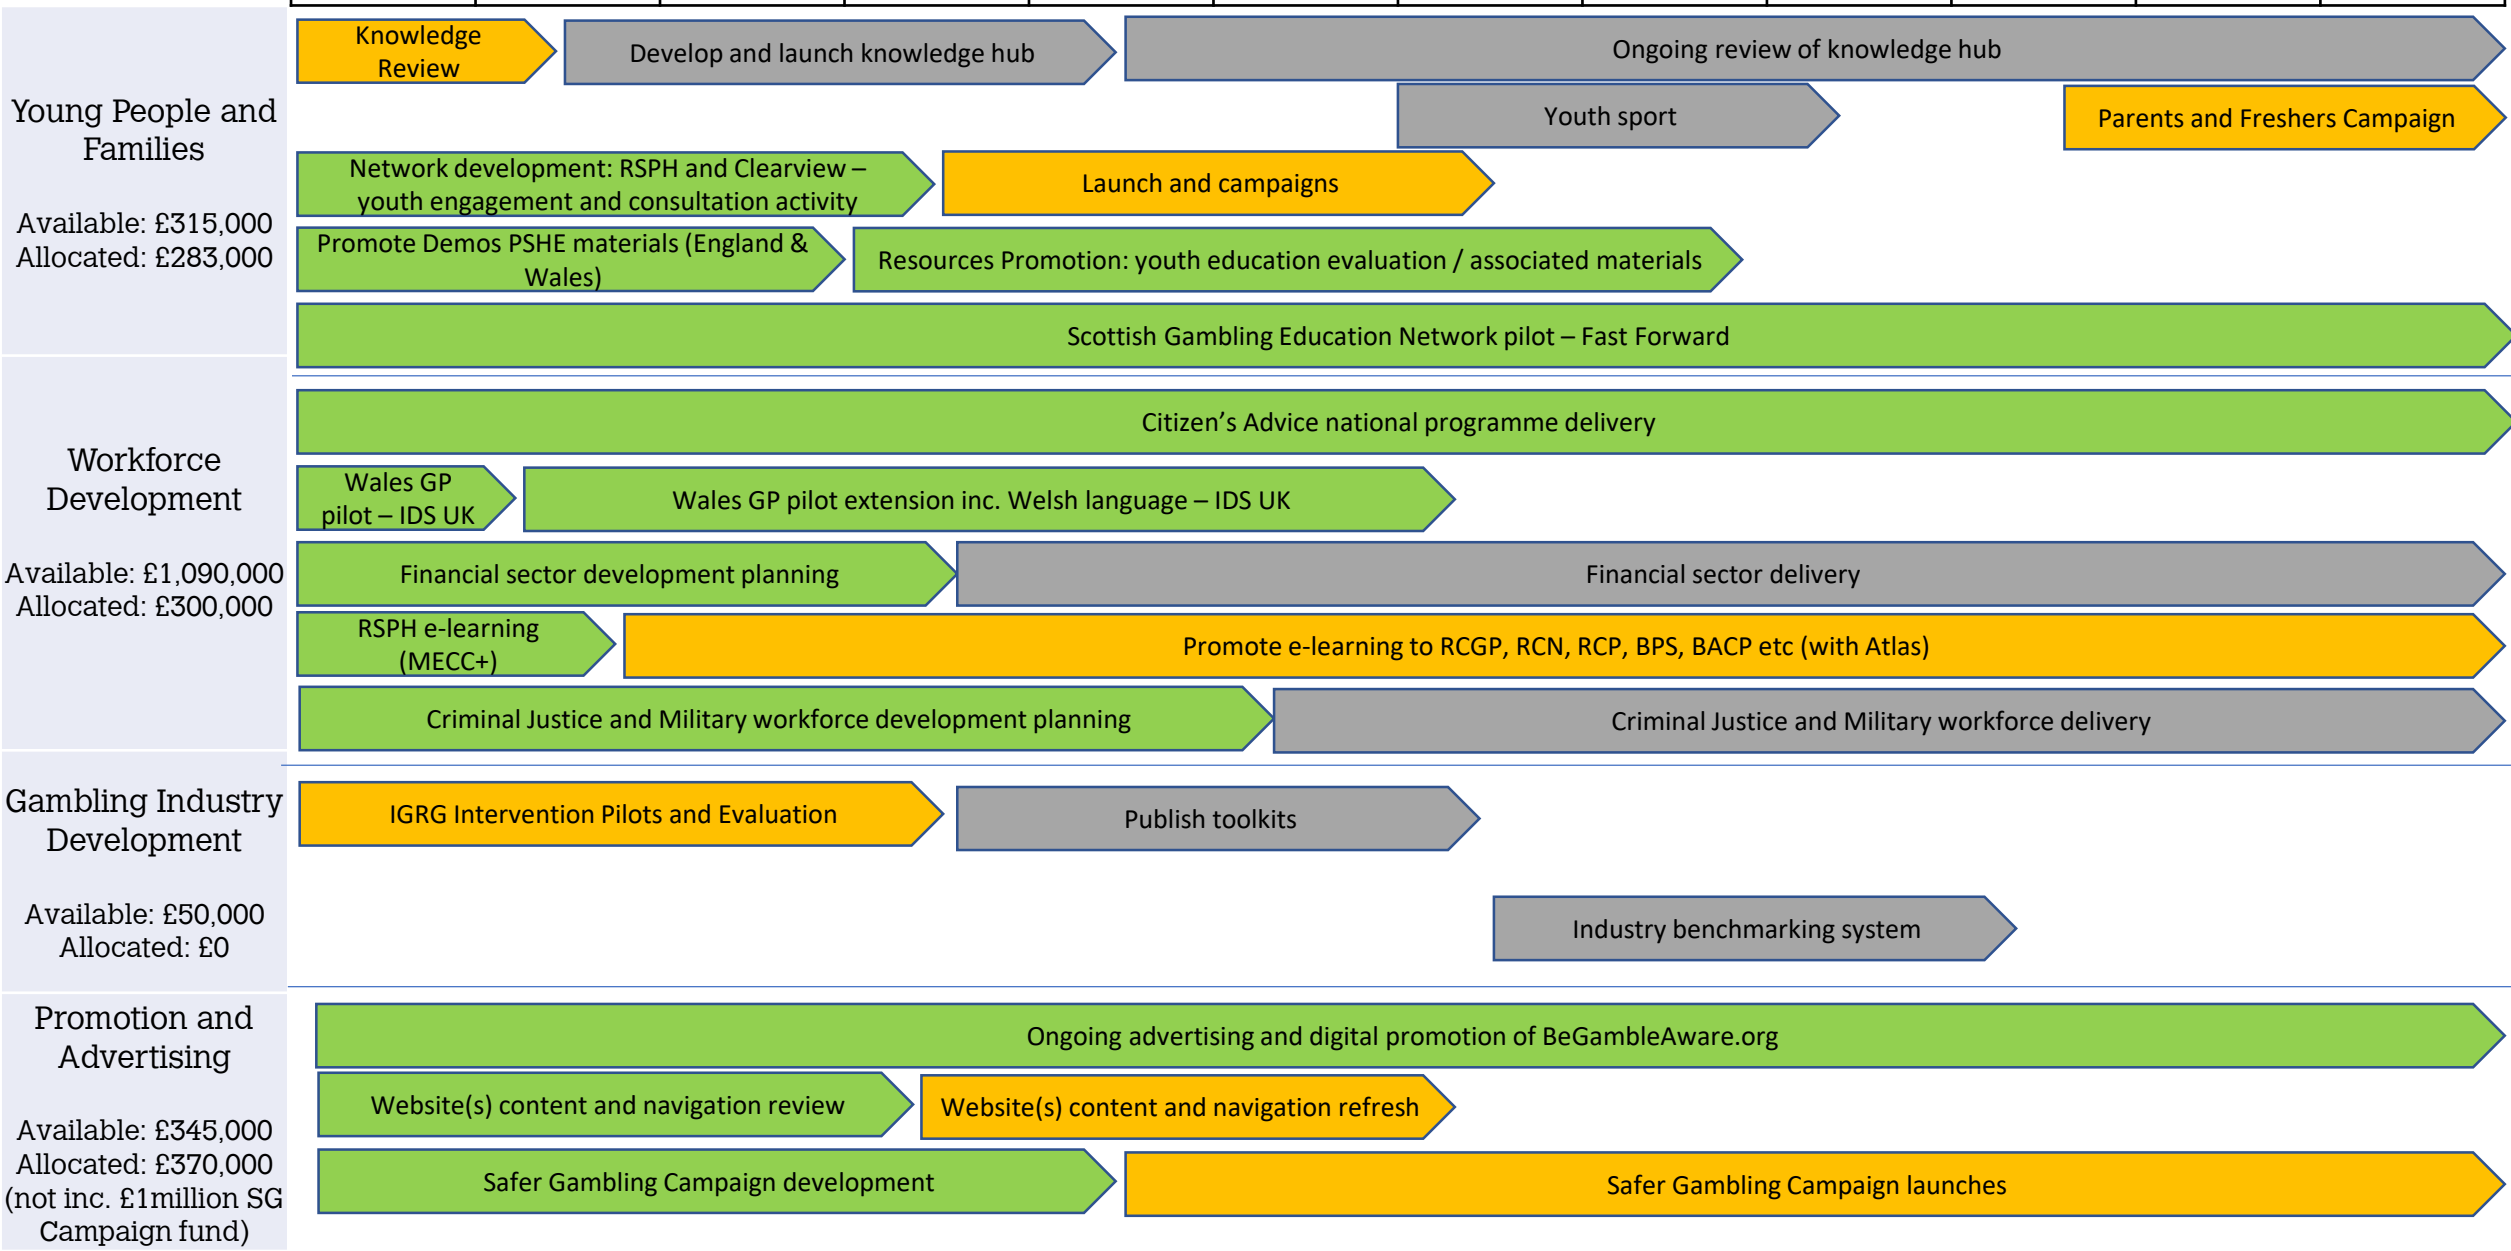 Young People and
Families
Available: £315,000
Allocated: £283,000
Knowledge
Review
Develop and launch knowledge hub
Ongoing review of knowledge hub
Youth sport
Parents and Freshers Campaign
Network development: RSPH and Clearview –
youth engagement and consultation activity
Launch and campaigns
Promote Demos PSHE materials (England &
Wales)
Resources Promotion: youth education evaluation / associated materials
Scottish Gambling Education Network pilot – Fast Forward
Workforce
Development
Available: £1,090,000
Allocated: £300,000
Citizen’s Advice national programme delivery
Wales GP
pilot – IDS UK
Wales GP pilot extension inc. Welsh language – IDS UK
Financial sector development planning
Financial sector delivery
RSPH e-learning
(MECC+)
Promote e-learning to RCGP, RCN, RCP, BPS, BACP etc (with Atlas)
Criminal Justice and Military workforce development planning
Criminal Justice and Military workforce delivery
Gambling Industry
Development
Available: £50,000
Allocated: £0
IGRG Intervention Pilots and Evaluation
Publish toolkits
Industry benchmarking system
Promotion and
Advertising
Available: £345,000
Allocated: £370,000
(not inc. £1million SG
Campaign fund)
Ongoing advertising and digital promotion of BeGambleAware.org
Website(s) content and navigation review
Website(s) content and navigation refresh
Safer Gambling Campaign development
Safer Gambling Campaign launches